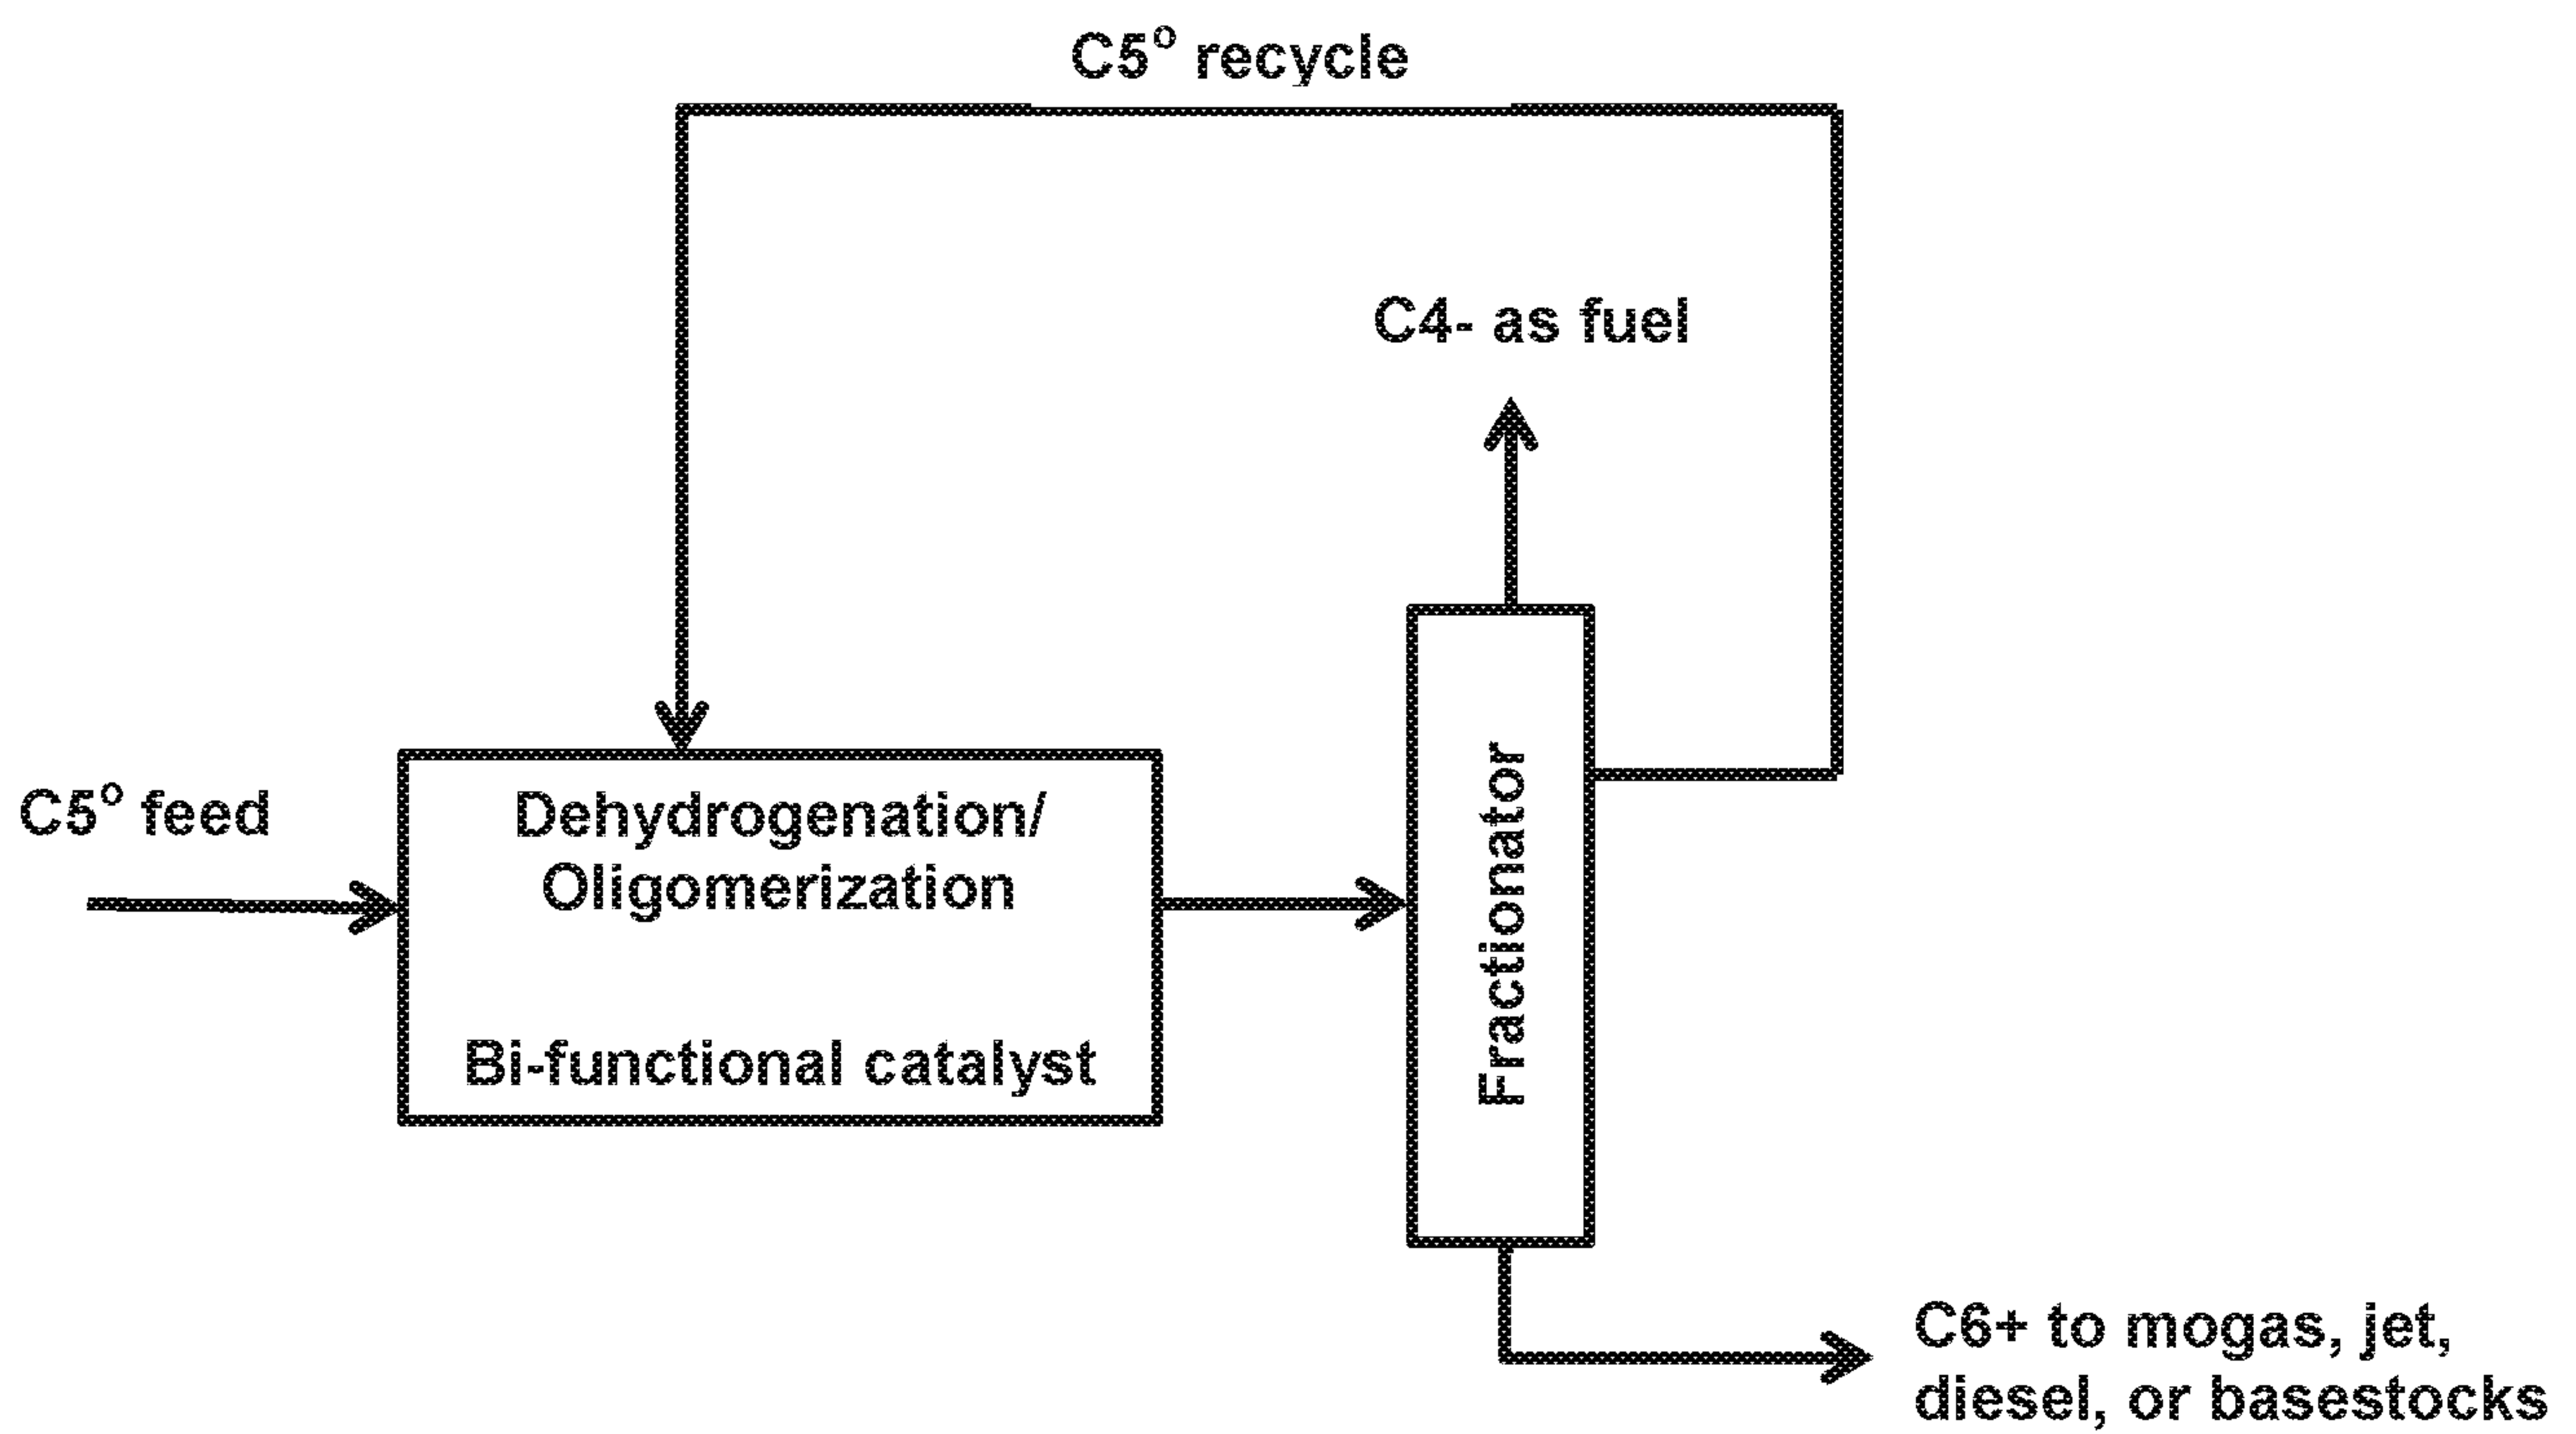 C5° recycle
C4- as fuel
C5° feed
Dehydrogenation/
Oligomerization
Bi-functional catalyst
Fractionator
C6+ to mogas, jet,
diesel, or basestocks